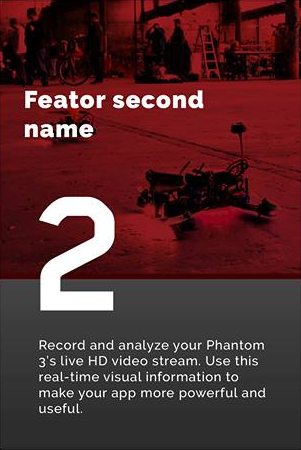 Feator second
name
2
Record and analyze your Phantom
3's live HD video stream. Use this
real-time visual information to
make your app more powerful and
useful.